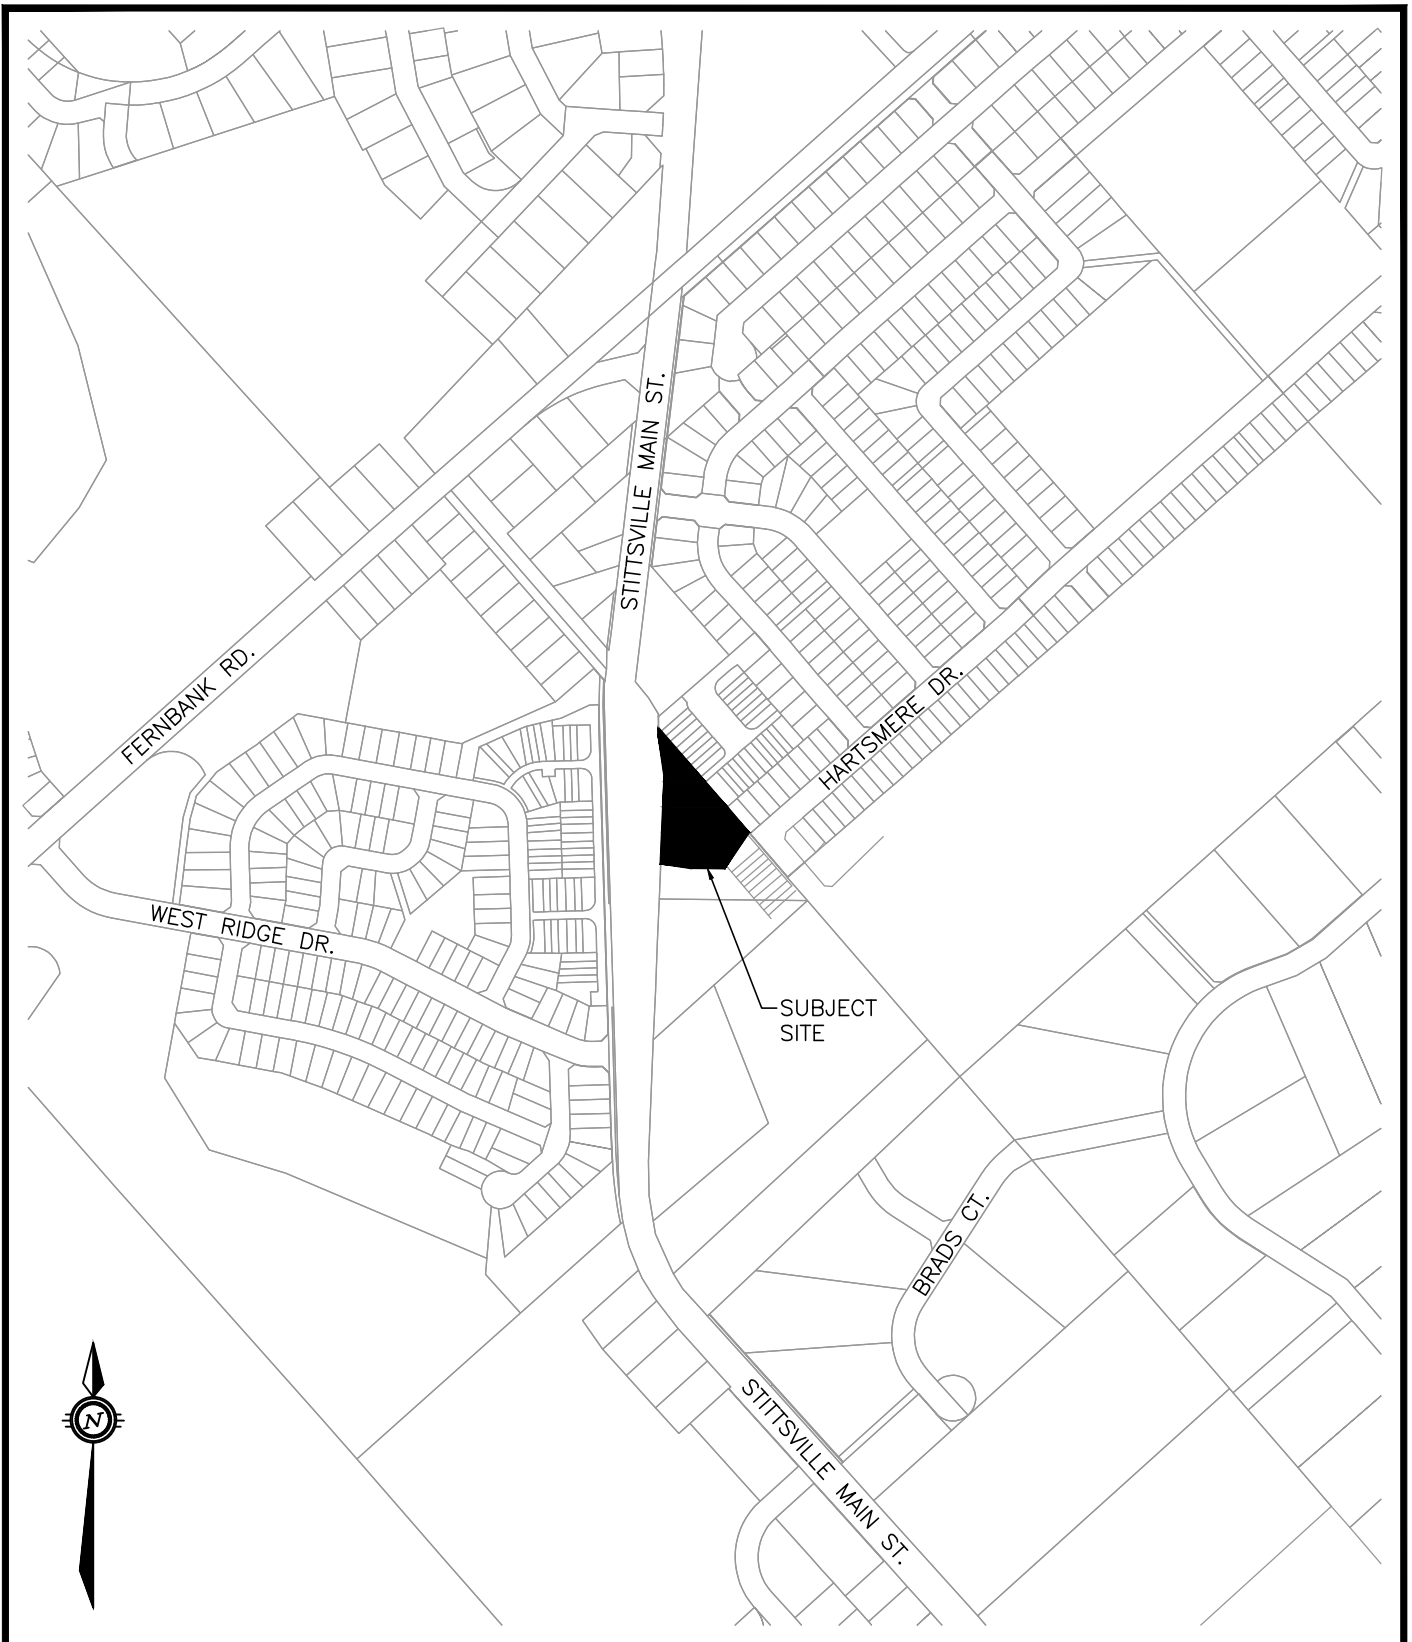 STITTSVILLE MAIN ST.
FERNBANK RD.
HARTSMERE DR.
WEST RIDGE DR.
SUBJECT
SITE
BRADS CT.
STITTSVILLE MAIN ST.
N